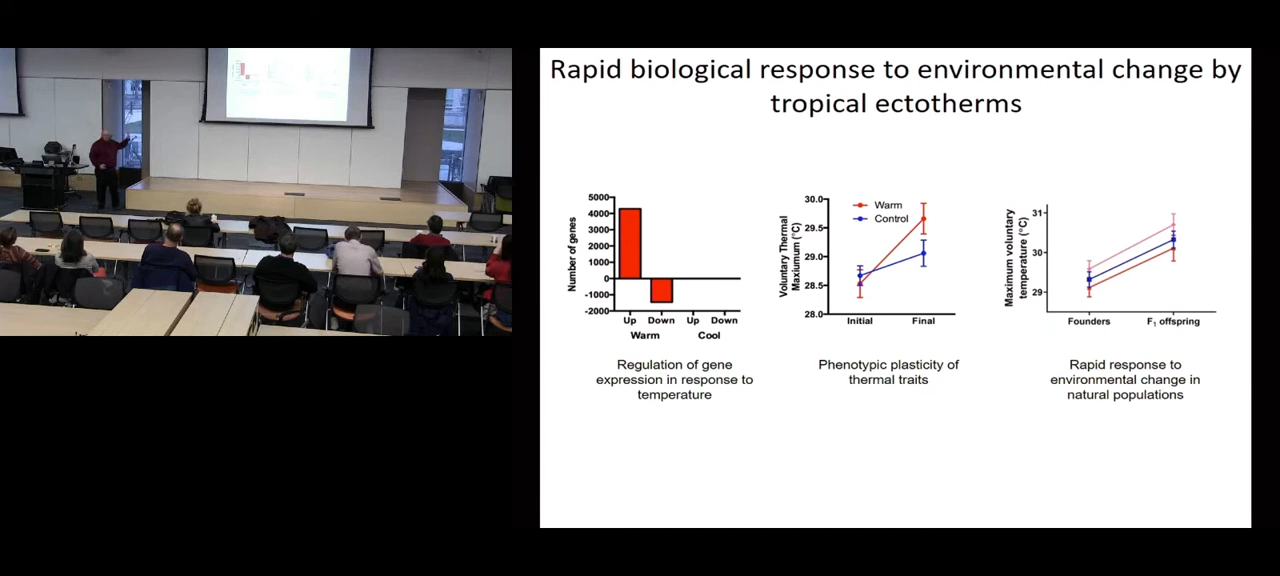 Rapid biological response to environmental change by
tropical ectotherms
5000
4000
3000
2000
1000
0
-1000
-2000
Number of genes
Up Down Up Down
Warm Cool
Regulation of gene
expression in response to
temperature
30.0
29.5
29.0
28.5
28.0
Voluntary Thermal
Maxiumum (°C)
Warm
Control
Initial Final
Phenotypic plasticity of
thermal traits
31
30
29
Maximum voluntary
temperature (°C)
Founders F1 offspring
Rapid response to
environmental change in
natural populations